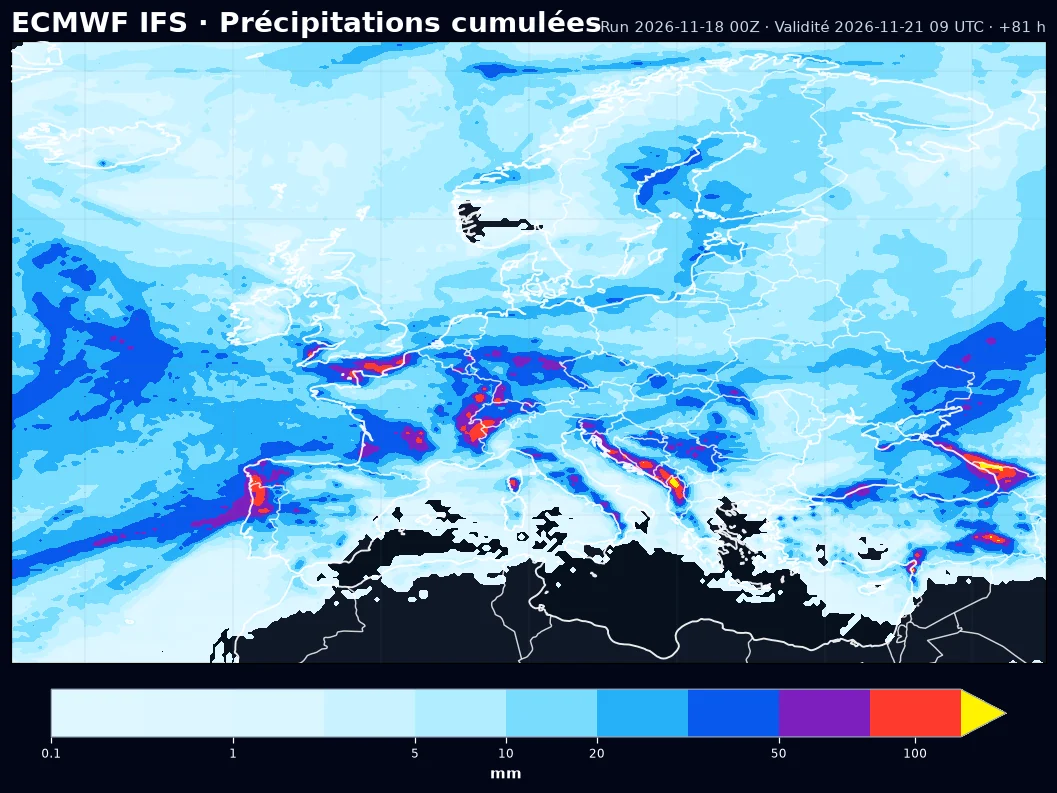 ECMWF IFS · Précipitations cumulées Run 2026-11-18 00Z · Validité 2026-11-21 09 UTC · +81 h
0.1 1 5 10 20 50 100
mm